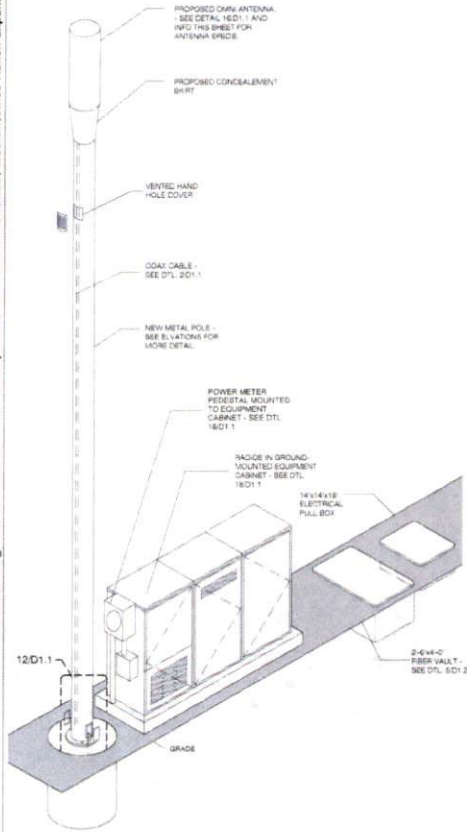 PROPOSED OMNI ANTENNA
- SEE DETAIL 16/D1.1 AND
INFO THIS SHEET FOR
ANTENNA SPECS
PROPOSED CONCEALEMENT
SKIRT
VENTED HAND
HOLE COVER
COAX CABLE -
SEE DTL. 2/D1.1
NEW METAL POLE -
SEE ELVATIONS FOR
MORE DETAIL
POWER METER
PEDESTAL MOUNTED
TO EQUIPMENT
CABINET - SEE DTL
18/D1.1
RADIOS IN GROUND-
MOUNTED EQUIPMENT
CABINET - SEE DTL
18/D1.1
14"x14"x18"
ELECTRICAL
PULL BOX
12/D1.1
2'-6"x4'-0"
FIBER VAULT -
SEE DTL. 5/D1.2
GRADE